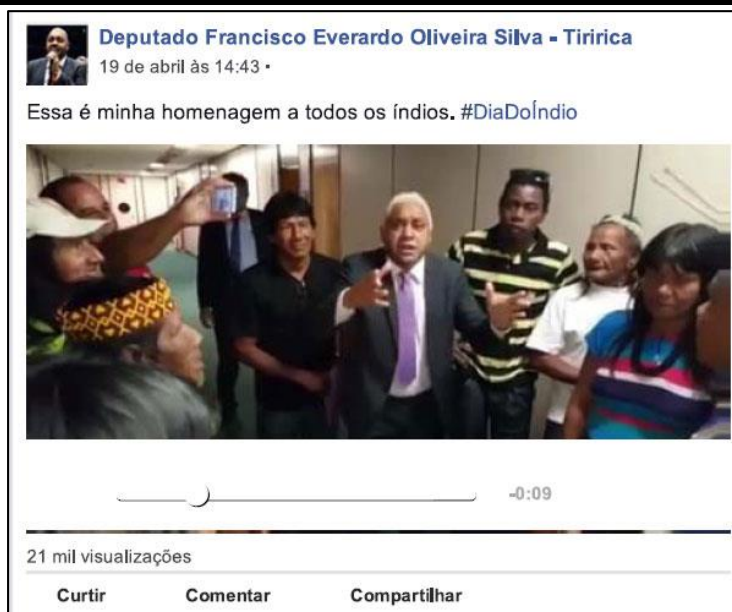 Deputado Francisco Everardo Oliveira Silva - Tiririca
19 de abril às 14:43 •
Essa é minha homenagem a todos os índios. #DiaDoÍndio
-0:09
21 mil visualizações
Curtir Comentar Compartilhar